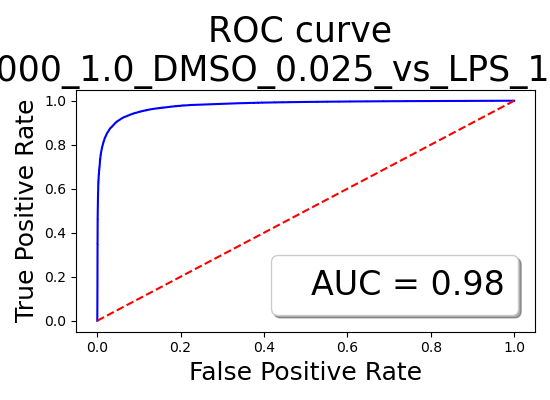 ROC curve
000_1.0_DMSO_0.025_vs_LPS_1
True Positive Rate
1.0
0.8
0.6
0.4
0.2
0.0
AUC = 0.98
0.0 0.2 0.4 0.6 0.8 1.0
False Positive Rate